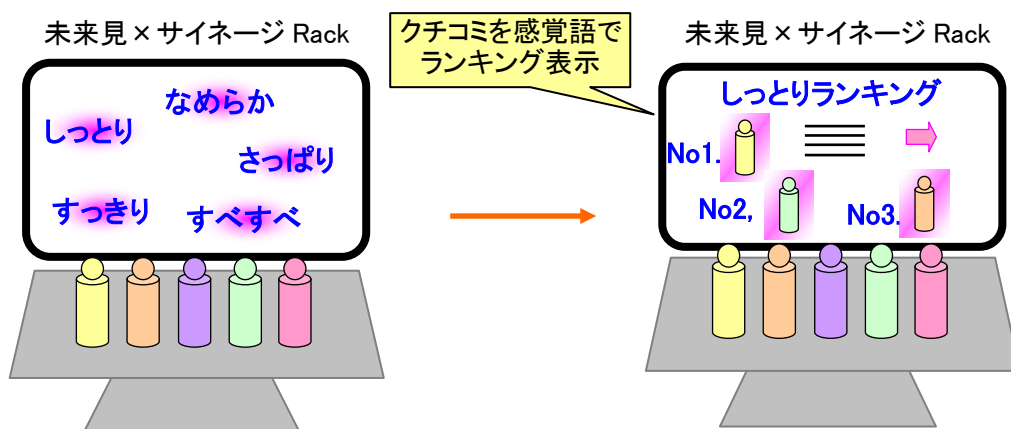 未来見×サイネージ Rack
なめらか
しっとり
さっぱり
すっきり
すべすべ
クチコミを感覚語で
ランキング表示
未来見×サイネージ Rack
しっとりランキング
No1.
No2,
No3.